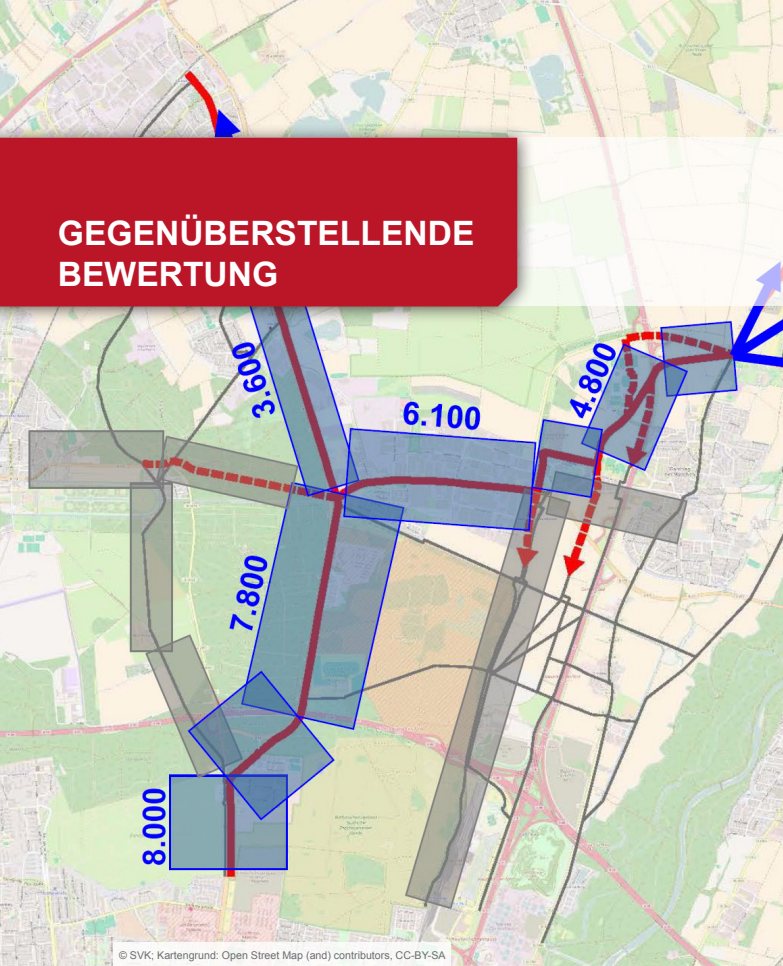 GEGENÜBERSTELLENDE
BEWERTUNG
3.600
6.100
4.800
7.800
8.000
© SVK; Kartengrund: Open Street Map (and) contributors, CC-BY-SA